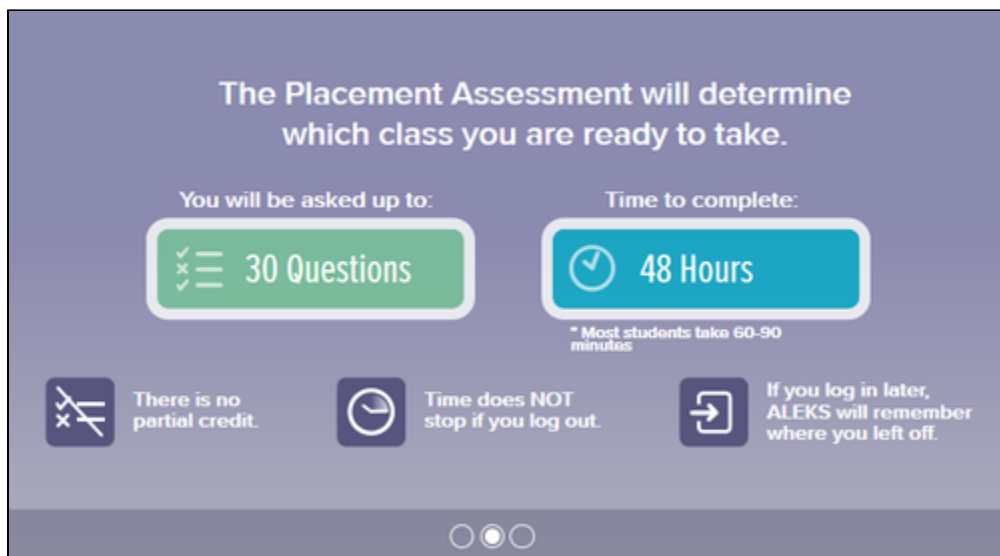 The Placement Assessment will determine
which class you are ready to take.
You will be asked up to:
30 Questions
Time to complete:
48 Hours
* Most students take 60-90
minutes
There is no
partial credit.
Time does NOT
stop if you log out.
If you log in later,
ALEKS will remember
where you left off.